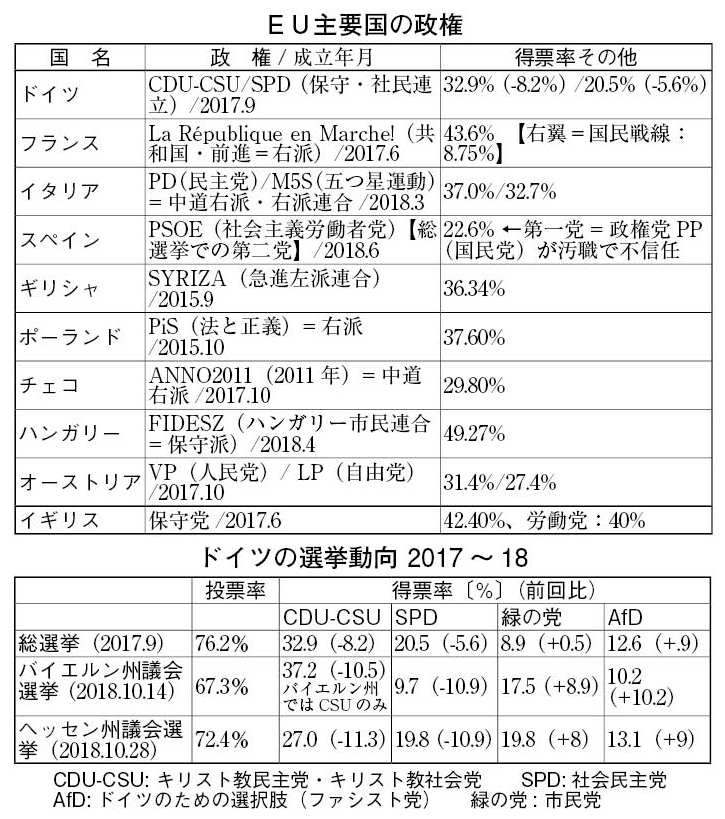 ＥＵ主要国の政権
国　名　政　権 / 成立年月　得票率その他
ドイツ　CDU-CSU/SPD（保守・社民連立）/2017.9　32.9%（-8.2%）/20.5%（-5.6%）
フランス　La République en Marche!（共和国・前進＝右派）/2017.6　43.6%　【右翼＝国民戦線：8.75%】
イタリア　PD（民主党）/M5S（五つ星運動）＝中道右派・右派連合 /2018.3　37.0%/32.7%
スペイン　PSOE（社会主義労働者党）【総選挙での第二党】/2018.6　22.6% ←第一党 = 政権党 PP（国民党）が汚職で不信任
ギリシャ　SYRIZA（急進左派連合）/2015.9　36.34%
ポーランド　PiS（法と正義）＝右派 /2015.10　37.60%
チェコ　ANNO2011（2011 年）＝中道右派 /2017.10　29.80%
ハンガリー　FIDESZ（ハンガリー市民連合＝保守派）/2018.4　49.27%
オーストリア　VP（人民党）/ LP（自由党）/2017.10　31.4%/27.4%
イギリス　保守党 /2017.6　42.40%、労働党：40%
ドイツの選挙動向 2017 〜 18
投票率　得票率〔%〕（前回比）
CDU-CSU　SPD　緑の党　AfD
総選挙（2017.9）　76.2%　32.9（-8.2）　20.5（-5.6）　8.9（+0.5）　12.6（+.9）
バイエルン州議会選挙（2018.10.14）　67.3%　37.2（-10.5）バイエルン州ではCSUのみ　9.7（-10.9）　17.5（+8.9）　10.2（+10.2）
ヘッセン州議会選挙（2018.10.28）　72.4%　27.0（-11.3）　19.8（-10.9）　19.8（+8）　13.1（+9）
CDU-CSU: キリスト教民主党・キリスト教社会党　SPD: 社会民主党
AfD: ドイツのための選択肢（ファシスト党）　緑の党 : 市民党